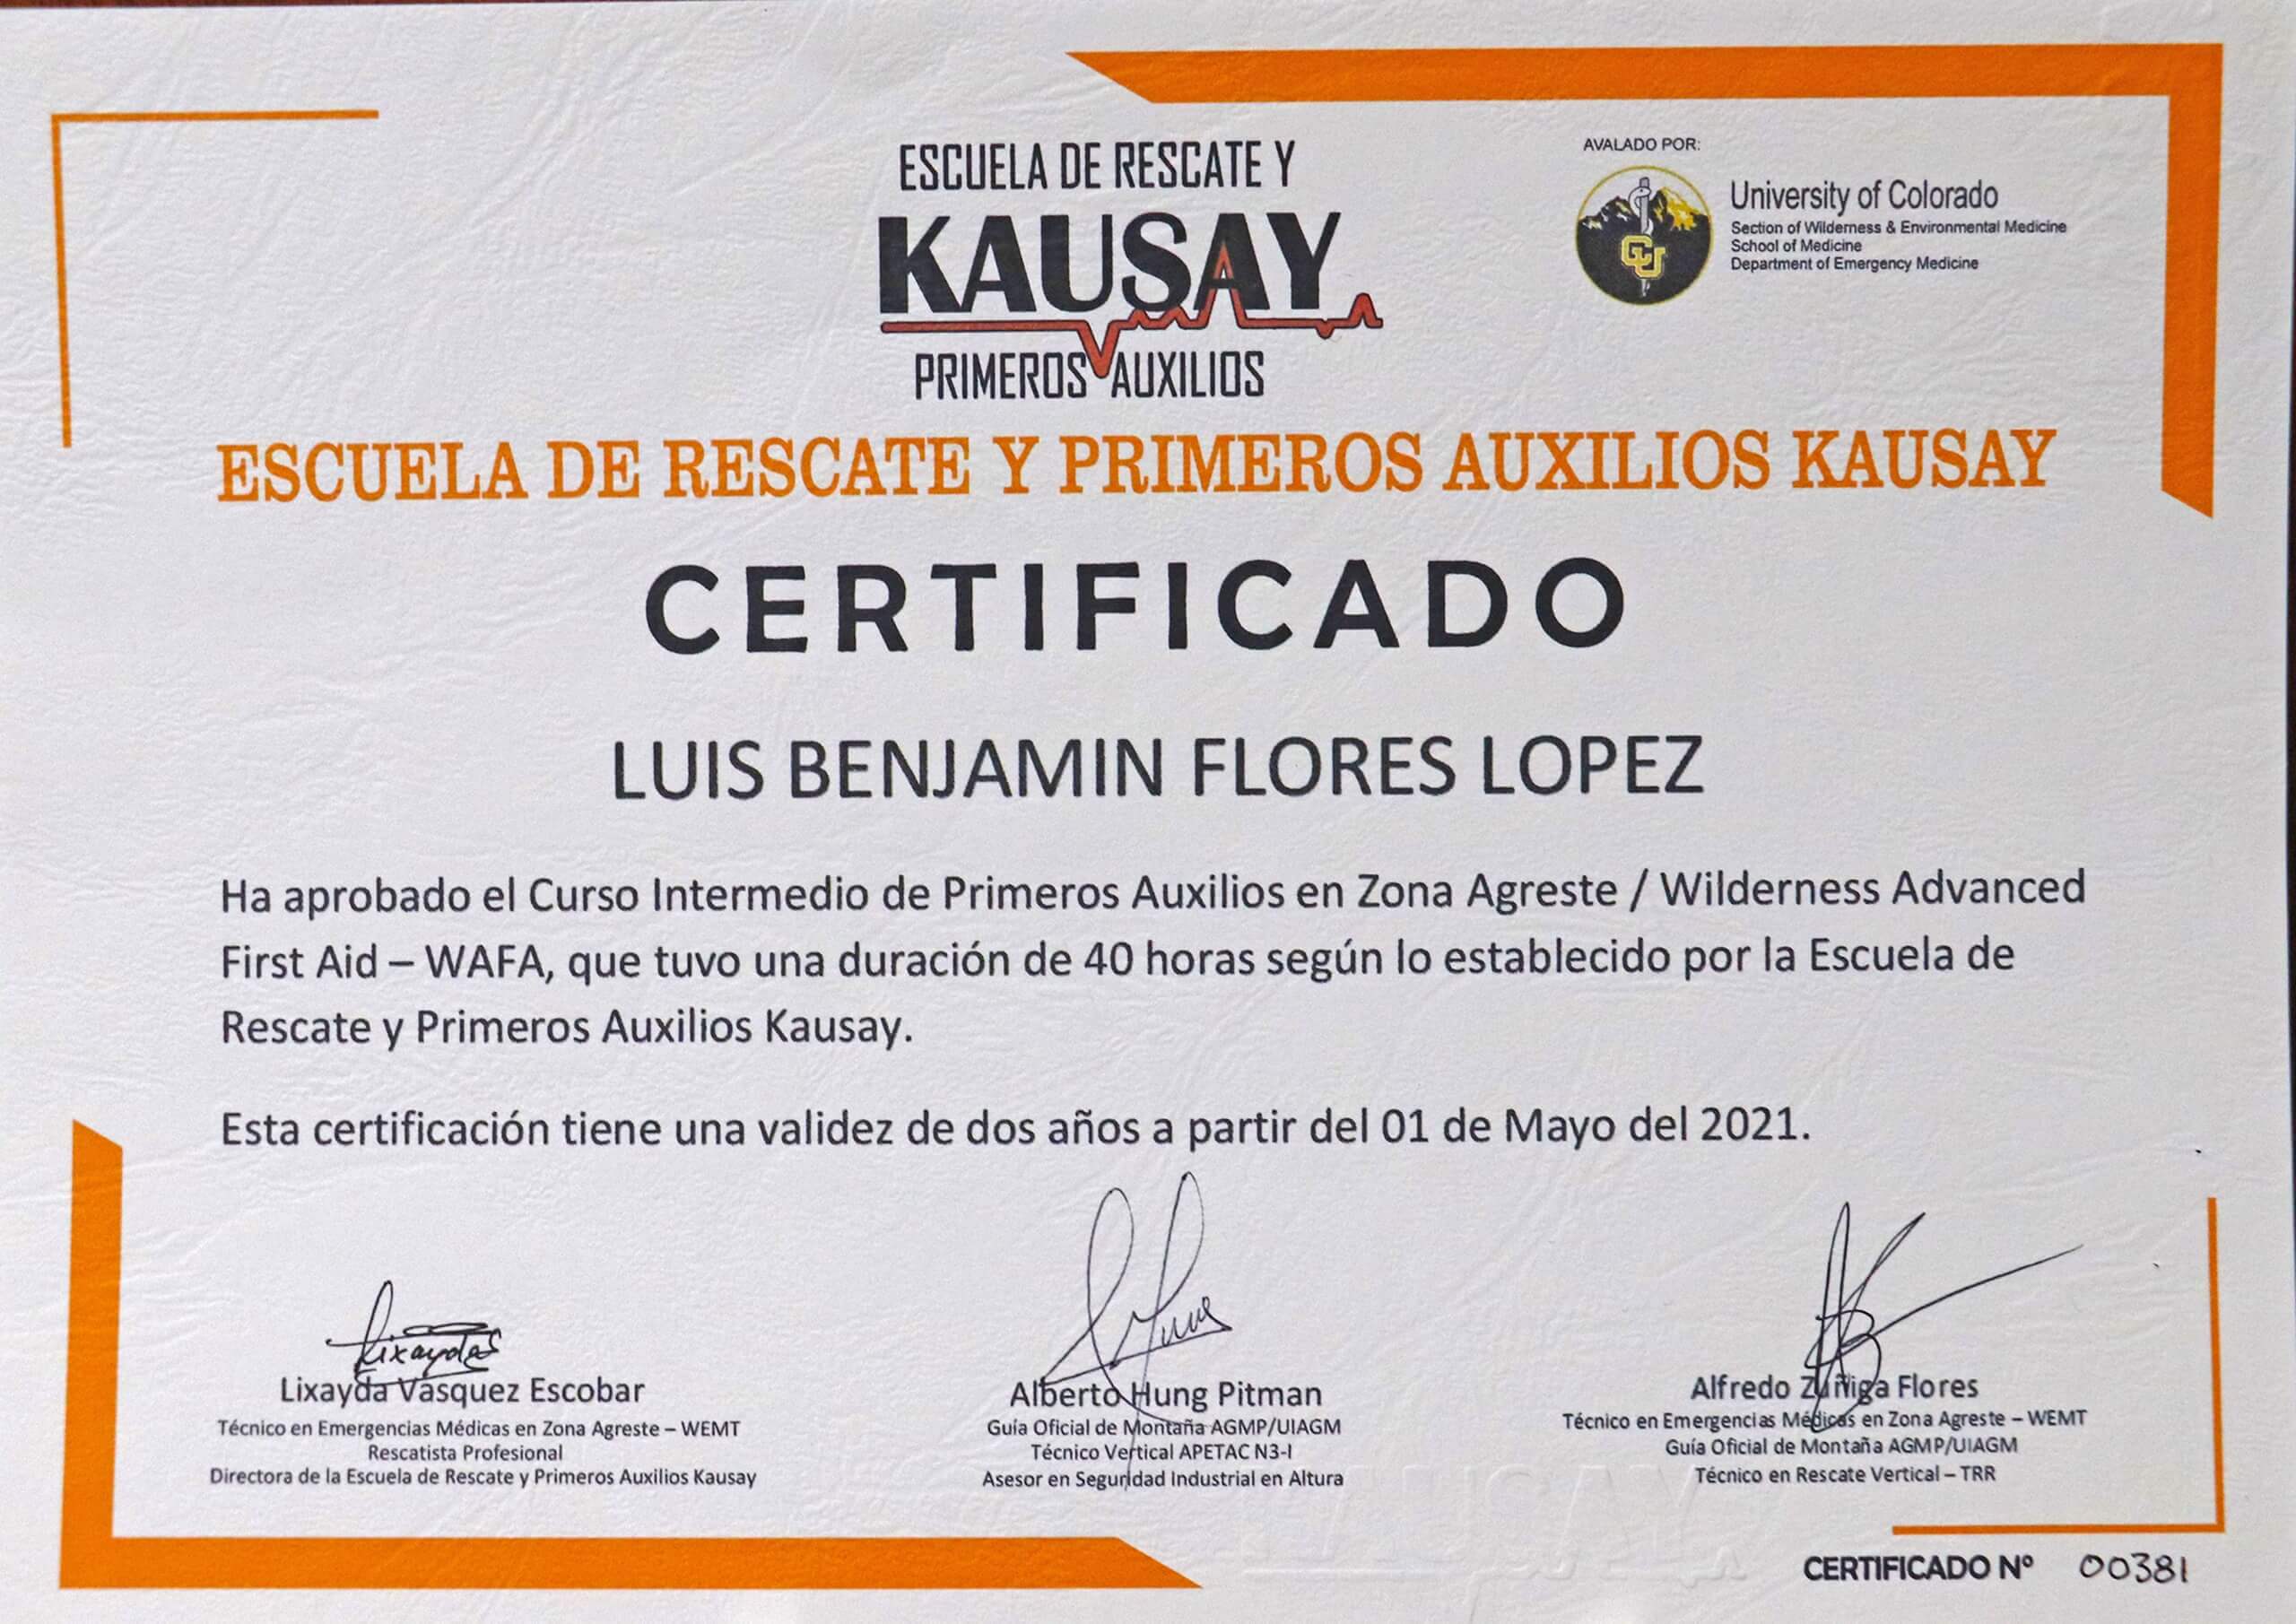 ESCUELA DE RESCATE Y
KAUSAY
PRIMEROS AUXILIOS
AVALADO POR:
CU
University of Colorado
Section of Wilderness & Environmental Medicine
School of Medicine
Department of Emergency Medicine
ESCUELA DE RESCATE Y PRIMEROS AUXILIOS KAUSAY
CERTIFICADO
LUIS BENJAMIN FLORES LOPEZ
Ha aprobado el Curso Intermedio de Primeros Auxilios en Zona Agreste / Wilderness Advanced
First Aid – WAFA, que tuvo una duración de 40 horas según lo establecido por la Escuela de
Rescate y Primeros Auxilios Kausay.
Esta certificación tiene una validez de dos años a partir del 01 de Mayo del 2021.
Lixayda Vasquez Escobar
Técnico en Emergencias Médicas en Zona Agreste – WEMT
Rescatista Profesional
Directora de la Escuela de Rescate y Primeros Auxilios Kausay
Alberto Hung Pitman
Guía Oficial de Montaña AGMP/UIAGM
Técnico Vertical APETAC N3-I
Asesor en Seguridad Industrial en Altura
Alfredo Zúñiga Flores
Técnico en Emergencias Médicas en Zona Agreste – WEMT
Guía Oficial de Montaña AGMP/UIAGM
Técnico en Rescate Vertical – TRR
CERTIFICADO Nº 00381